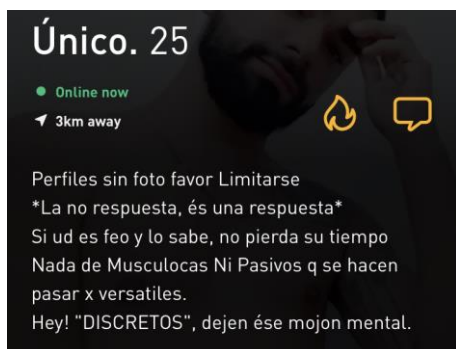 Único. 25
Online now
3km away
Perfiles sin foto favor Limitarse
*La no respuesta, és una respuesta*
Si ud es feo y lo sabe, no pierda su tiempo
Nada de Musculocas Ni Pasivos q se hacen
pasar x versatiles.
Hey! "DISCRETOS", dejen ése mojon mental.